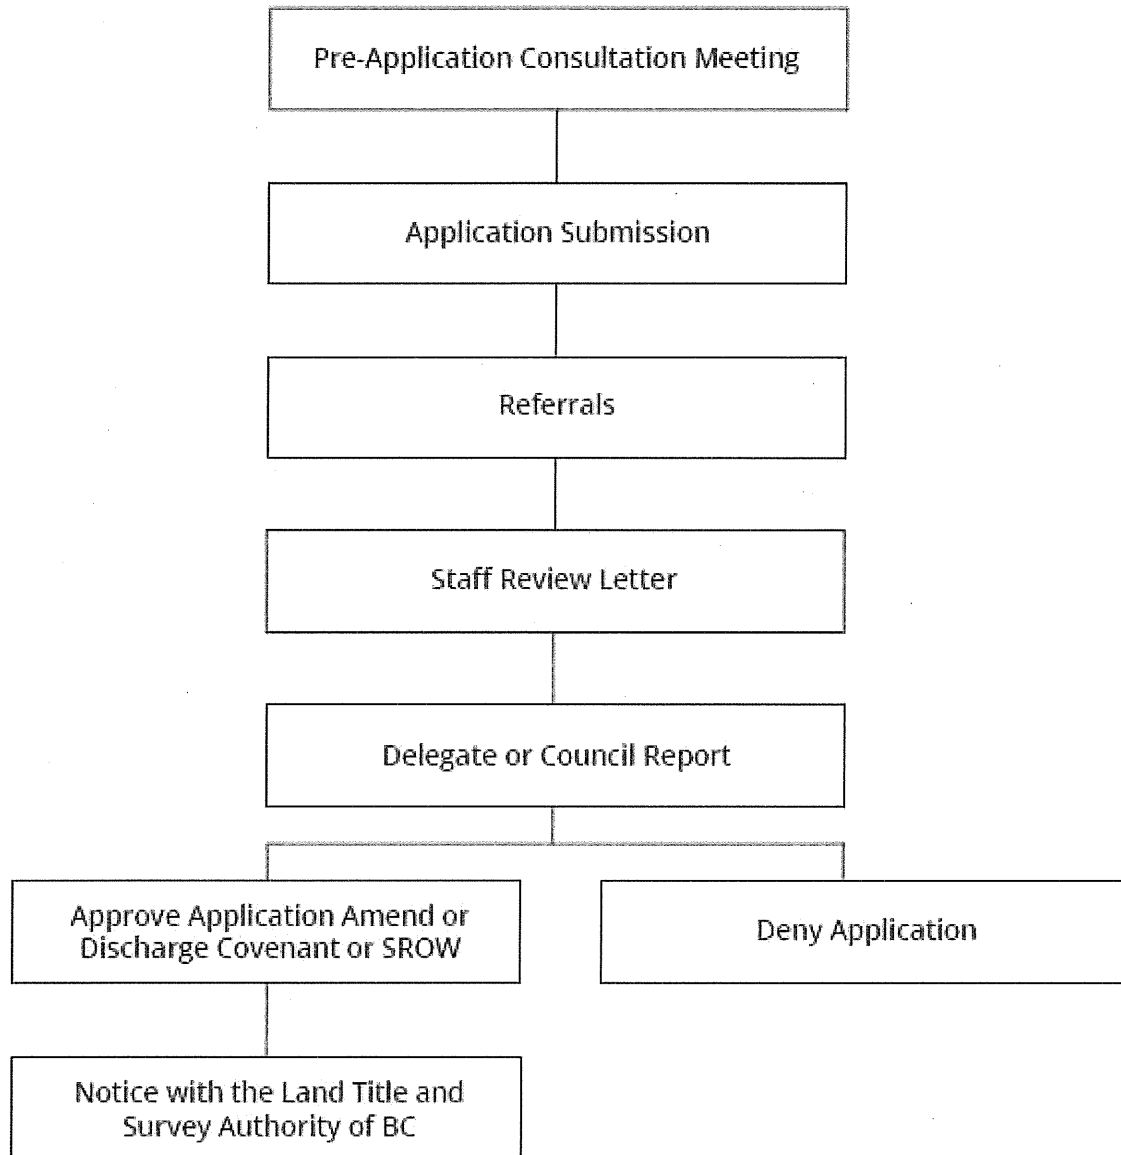 Pre-Application Consultation Meeting
Application Submission
Referrals
Staff Review Letter
Delegate or Council Report
Approve Application Amend or
Discharge Covenant or SROW
Deny Application
Notice with the Land Title and
Survey Authority of BC